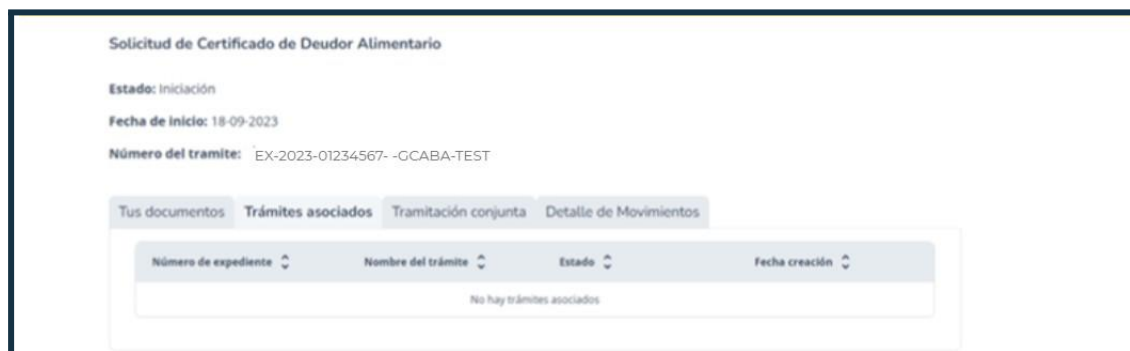 Solicitud de Certificado de Deudor Alimentario
Estado: Iniciación
Fecha de inicio: 18-09-2023
Número del tramite: EX-2023-01234567- -GCABA-TEST
Tus documentos Trámites asociados Tramitación conjunta Detalle de Movimientos
Número de expediente Nombre del trámite Estado Fecha creación
No hay trámites asociados